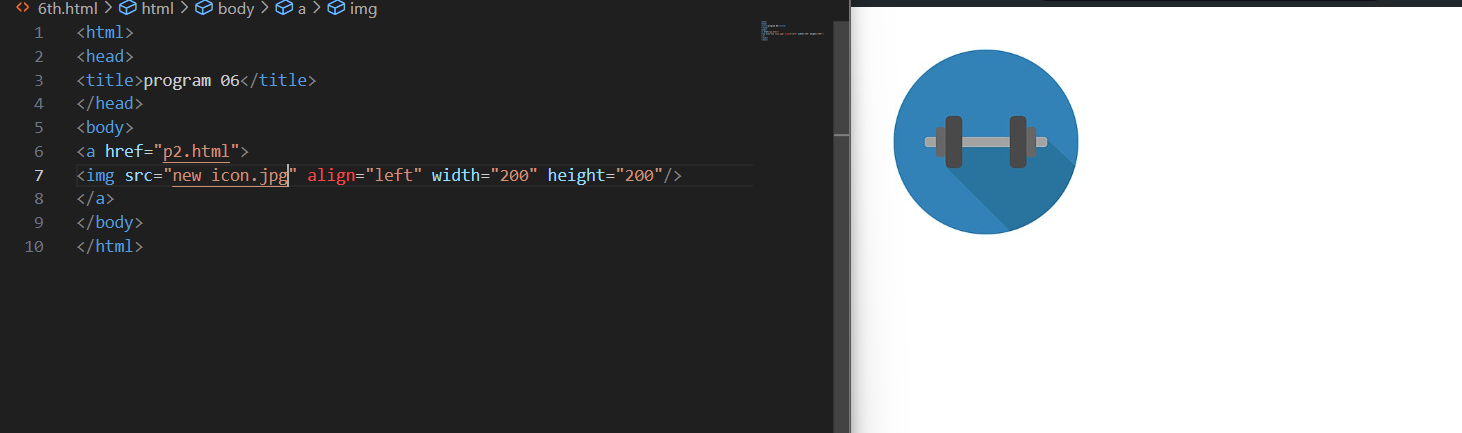 6th.html > html > body > a > img
1 <html>
2 <head>
3 <title>program 06</title>
4 </head>
5 <body>
6 <a href="p2.html">
7 <img src="new icon.jpg" align="left" width="200" height="200"/>
8 </a>
9 </body>
10 </html>